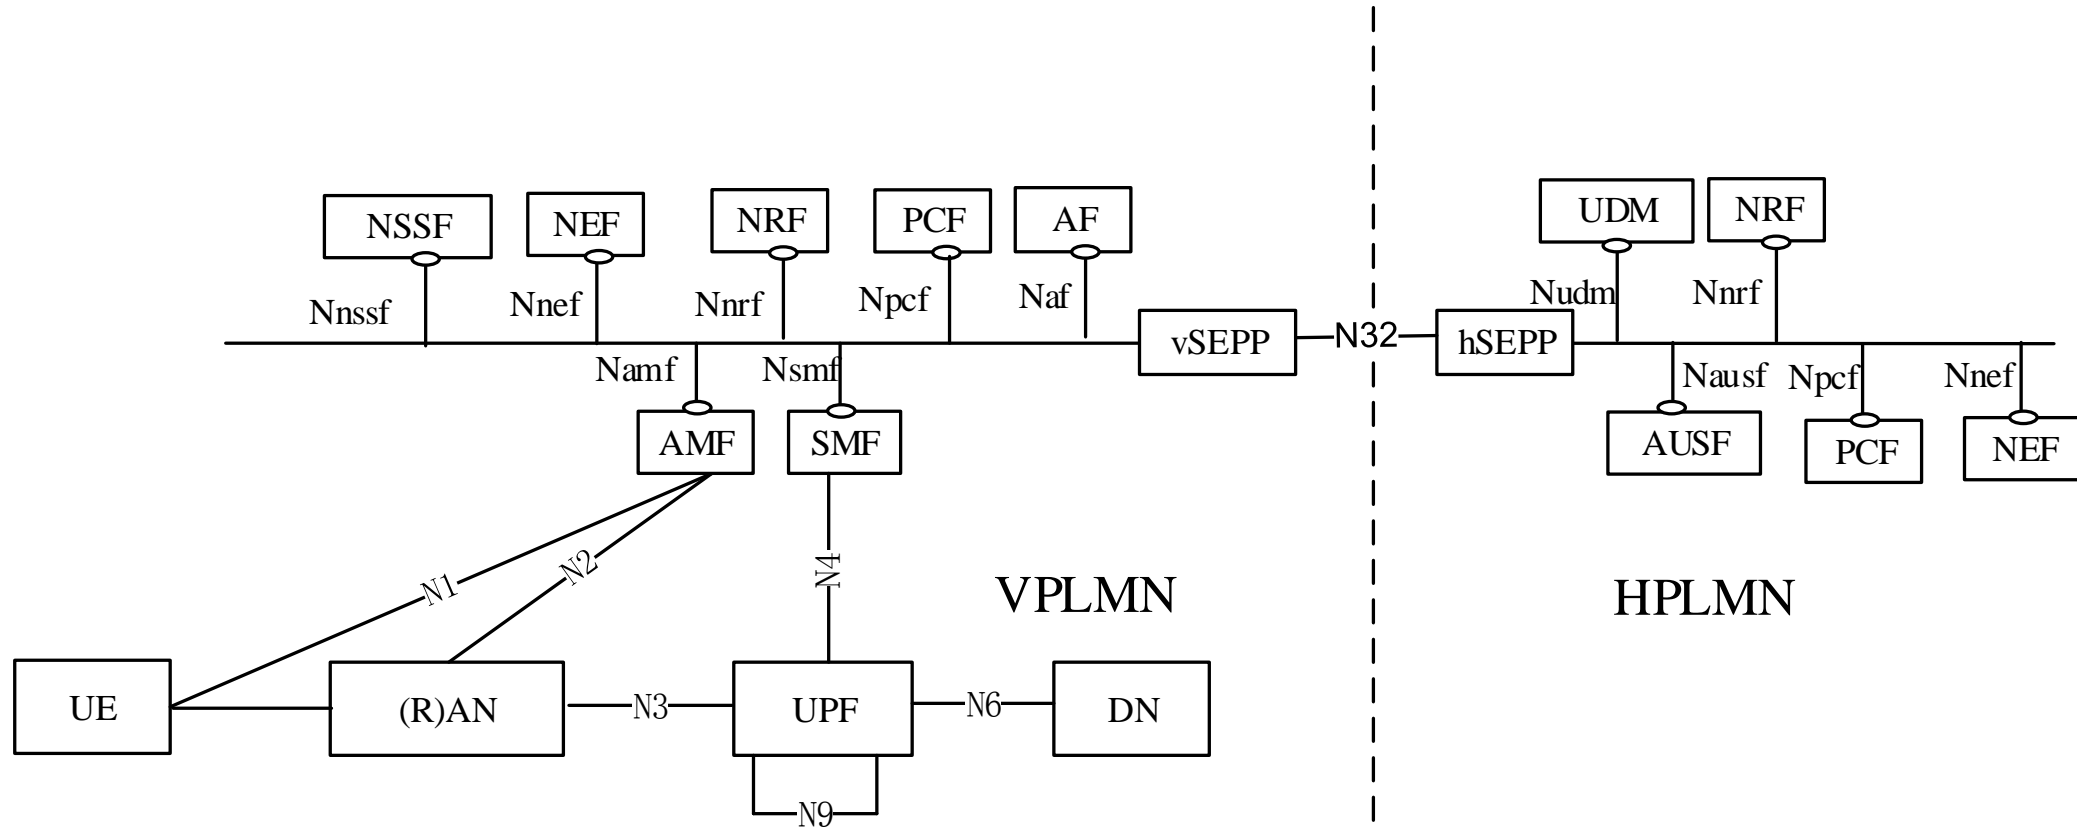 NSSF
NEF
NRF
PCF
AF
UDM
NRF
Nnssf
Nnef
Nnrf
Npcf
Naf
Nudm
Nnrf
vSEPP
N32
hSEPP
Namf
Nsmf
Nausf
Npcf
Nnef
AMF
SMF
AUSF
PCF
NEF
N1
N2
N4
VPLMN
HPLMN
UE
(R)AN
N3
UPF
N6
DN
N9